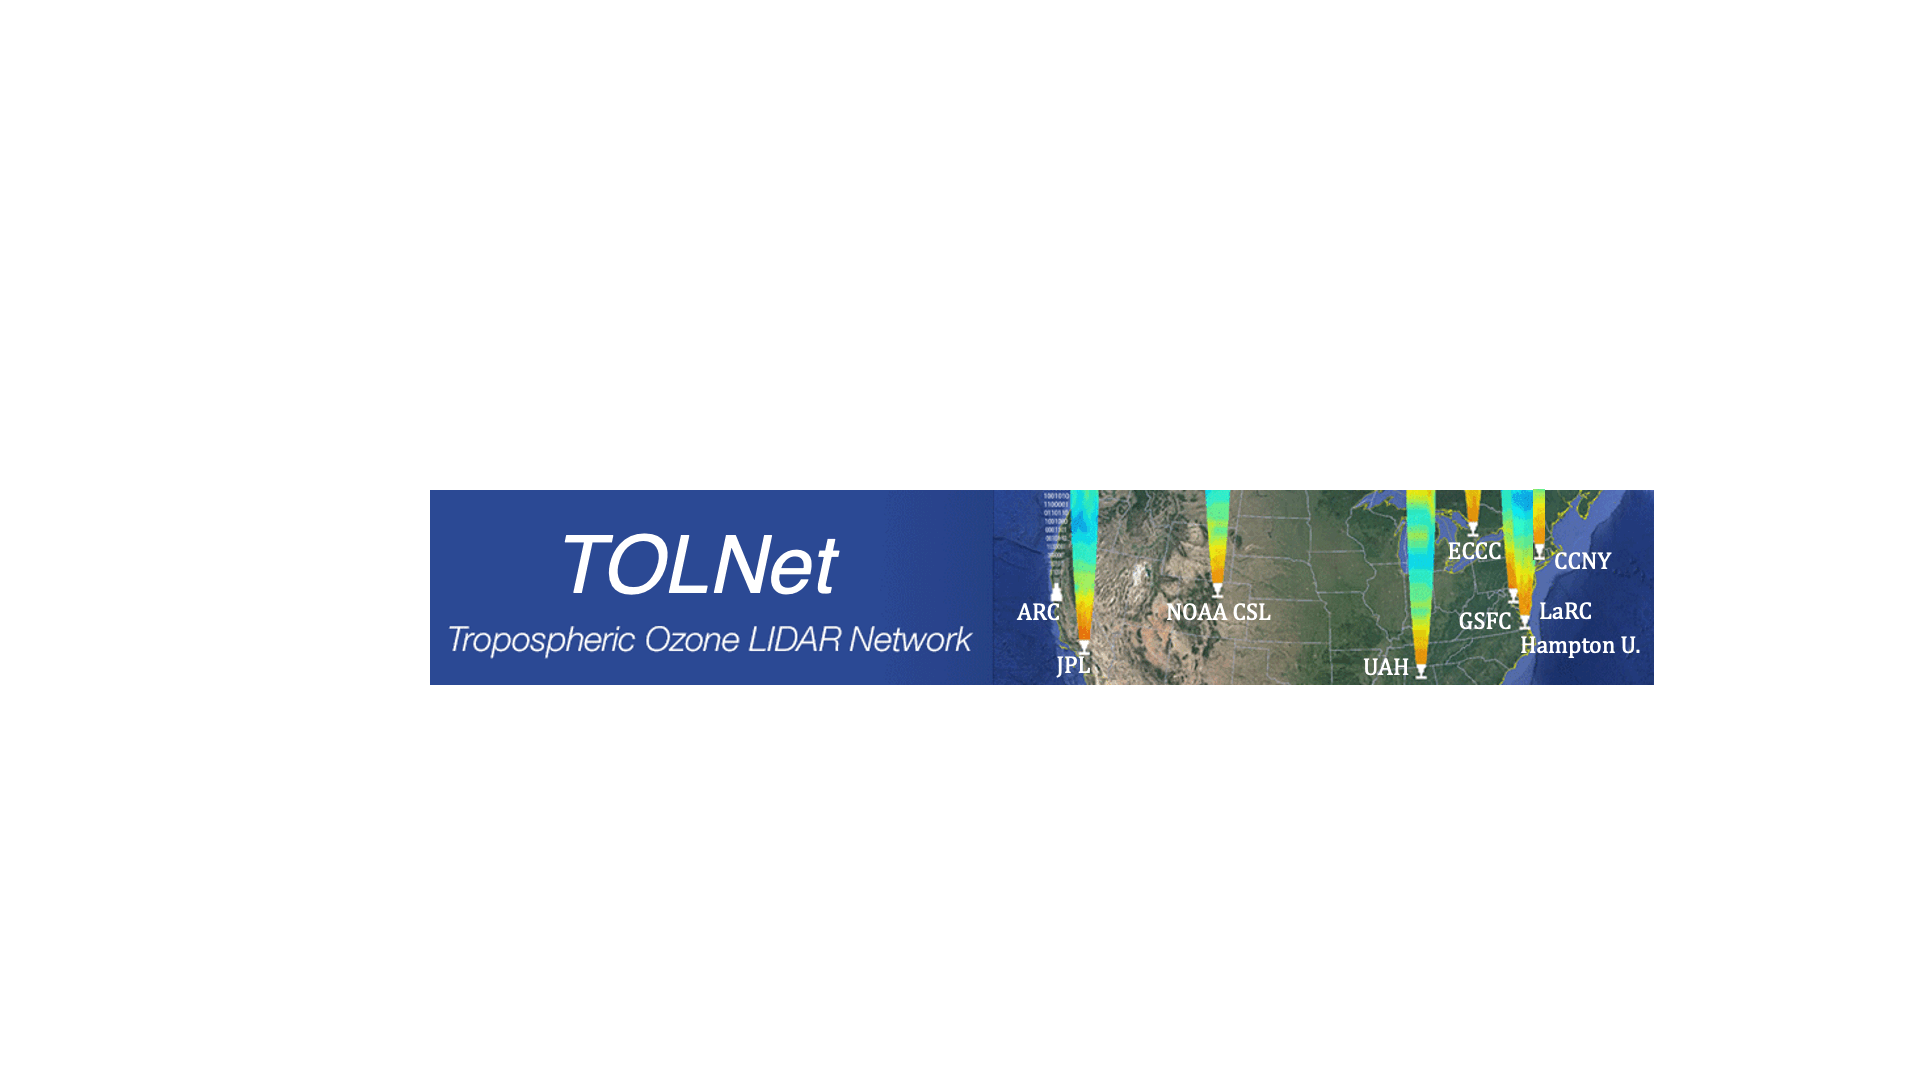 TOLNet
Tropospheric Ozone LIDAR Network
ARC
JPL
NOAA CSL
UAH
ECCC
CCNY
GSFC
LaRC
Hampton U.